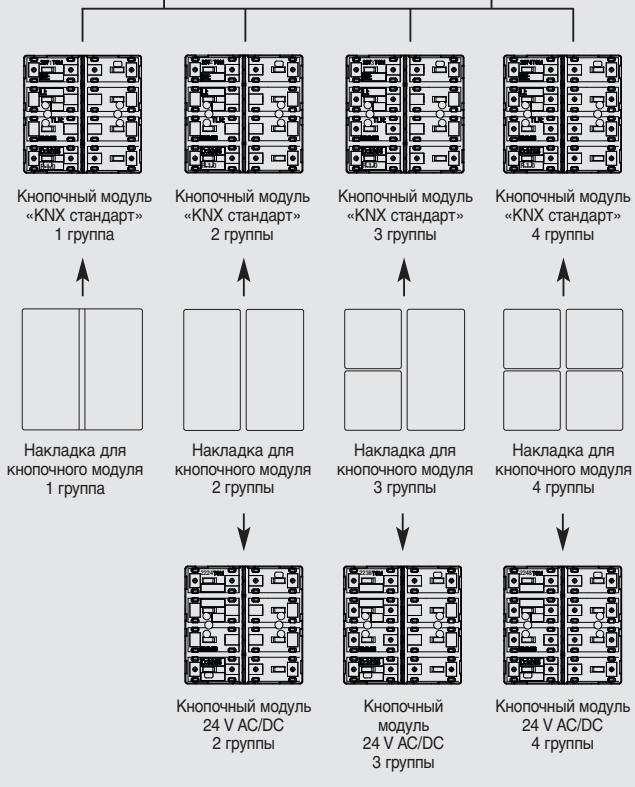 Кнопочный модуль
«KNX стандарт»
1 группа
Кнопочный модуль
«KNX стандарт»
2 группы
Кнопочный модуль
«KNX стандарт»
3 группы
Кнопочный модуль
«KNX стандарт»
4 группы
Накладка для
кнопочного модуля
1 группа
Накладка для
кнопочного модуля
2 группы
Накладка для
кнопочного модуля
3 группы
Накладка для
кнопочного модуля
4 группы
Кнопочный модуль
24 V AC/DC
2 группы
Кнопочный
модуль
24 V AC/DC
3 группы
Кнопочный модуль
24 V AC/DC
4 группы